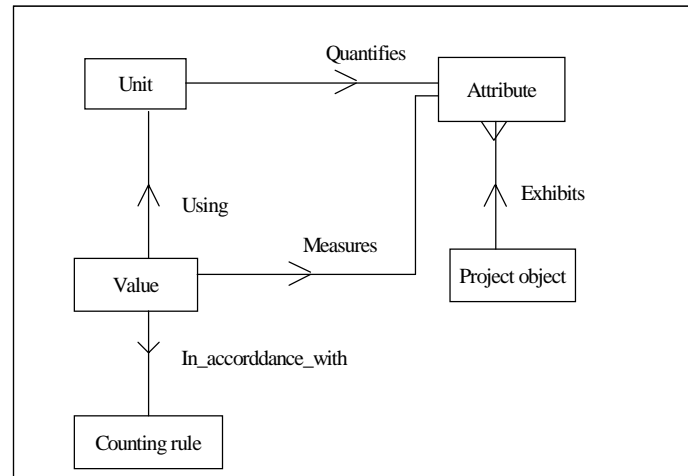 Quantifies
Unit
Attribute
Using
Exhibits
Measures
Value
Project object
In_accorddance_with
Counting rule